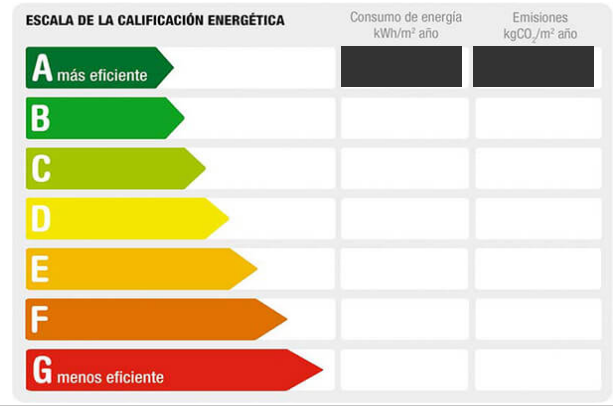 ESCALA DE LA CALIFICACIÓN ENERGÉTICA
Consumo de energía
kWh/m² año
Emisiones
kgCO₂/m² año
A más eficiente
B
C
D
E
F
G menos eficiente